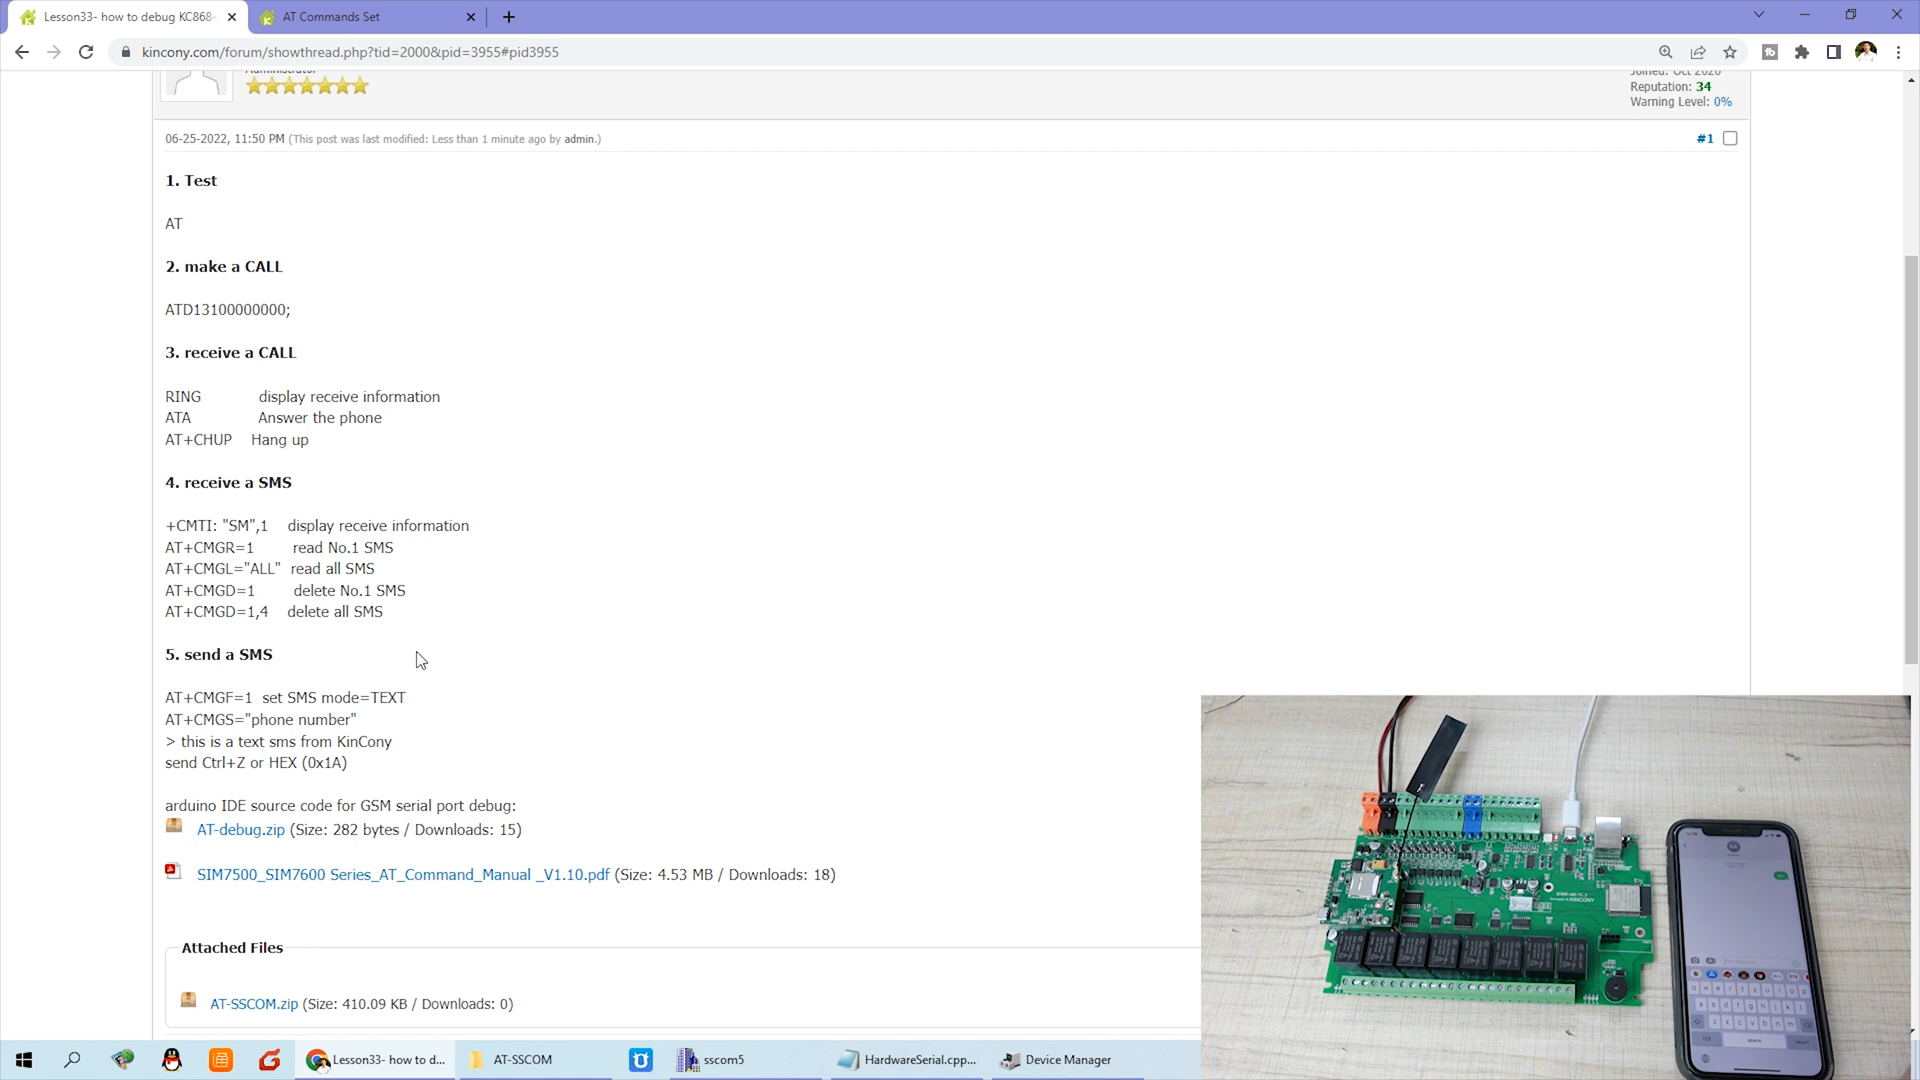 Lesson33- how to debug KC868-
AT Commands Set
kincony.com/forum/showthread.php?tid=2000&pid=3955#pid3955
Administrator
Joined: Oct 2020
Reputation: 34
Warning Level: 0%
06-25-2022, 11:50 PM (This post was last modified: Less than 1 minute ago by admin.)
#1
1. Test
AT
2. make a CALL
ATD13100000000;
3. receive a CALL
RING display receive information
ATA Answer the phone
AT+CHUP Hang up
4. receive a SMS
+CMTI: "SM",1 display receive information
AT+CMGR=1 read No.1 SMS
AT+CMGL="ALL" read all SMS
AT+CMGD=1 delete No.1 SMS
AT+CMGD=1,4 delete all SMS
5. send a SMS
AT+CMGF=1 set SMS mode=TEXT
AT+CMGS="phone number"
> this is a text sms from KinCony
send Ctrl+Z or HEX (0x1A)
arduino IDE source code for GSM serial port debug:
AT-debug.zip (Size: 282 bytes / Downloads: 15)
SIM7500_SIM7600 Series_AT_Command_Manual _V1.10.pdf (Size: 4.53 MB / Downloads: 18)
Attached Files
AT-SSCOM.zip (Size: 410.09 KB / Downloads: 0)
Lesson33- how to d...
AT-SSCOM
sscom5
HardwareSerial.cpp...
Device Manager